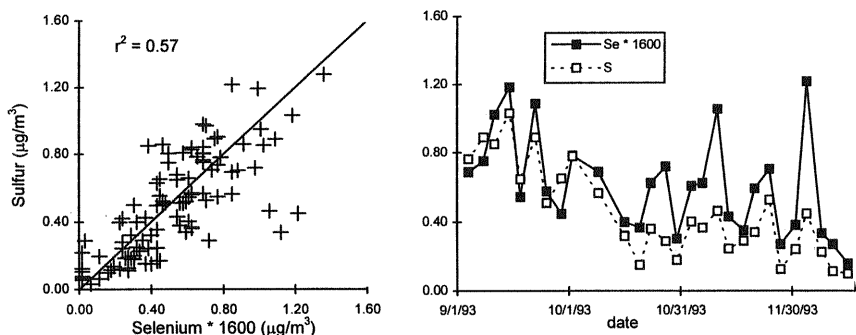 1.60
r² = 0.57
1.20
0.80
0.40
0.00
Sulfur (µg/m³)
0.00 0.40 0.80 1.20 1.60
Selenium * 1600 (µg/m³)
1.60
1.20
0.80
0.40
0.00
Se * 1600
S
9/1/93 10/1/93 10/31/93 11/30/93
date